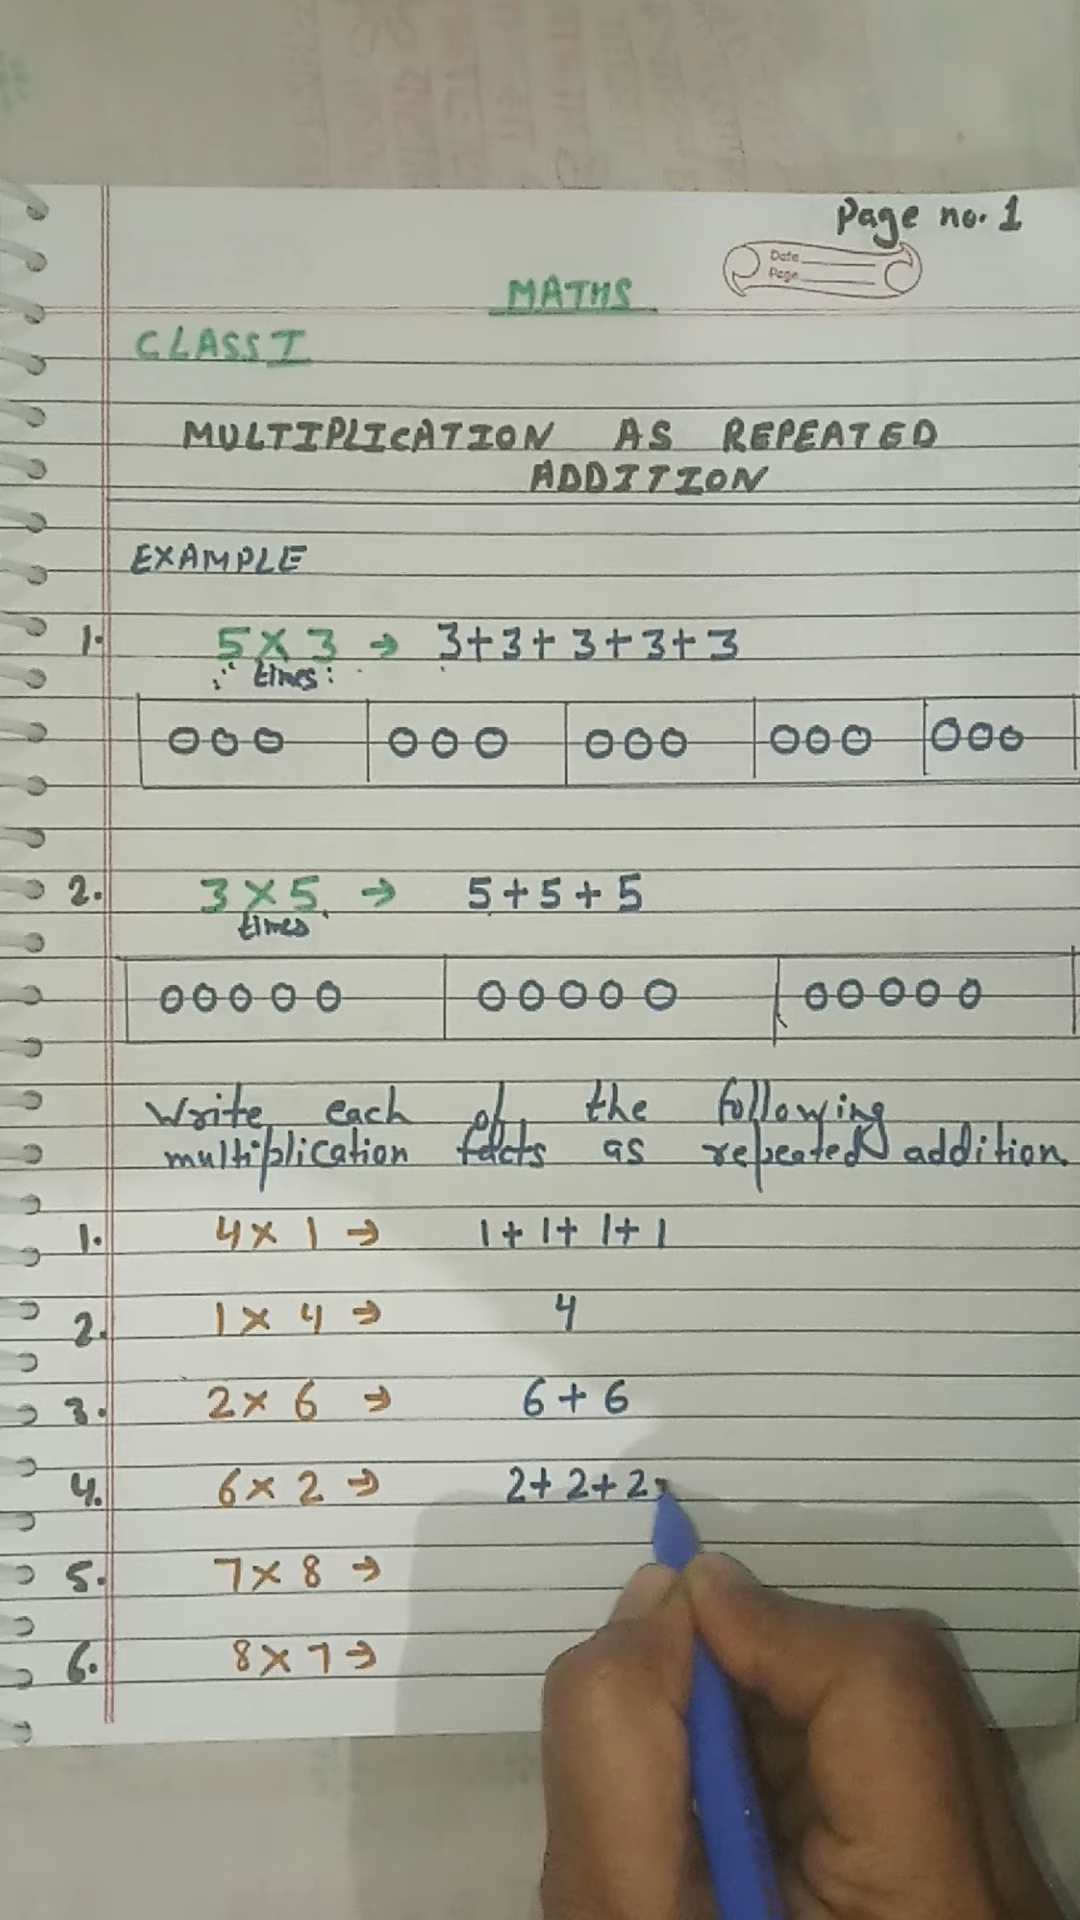 Page no. 1
Date
Page
MATHS
CLASS I
MULTIPLICATION AS REPEATED
ADDITION
EXAMPLE
1. 5 × 3 → 3+3+3+3+3
times
2. 3 × 5 → 5+5+5
times
Write each of the following
multiplication facts as repeated addition.
1. 4 × 1 → 1+1+1+1
2. 1 × 4 → 4
3. 2 × 6 → 6+6
4. 6 × 2 → 2+2+2
5. 7 × 8 →
6. 8 × 7 →